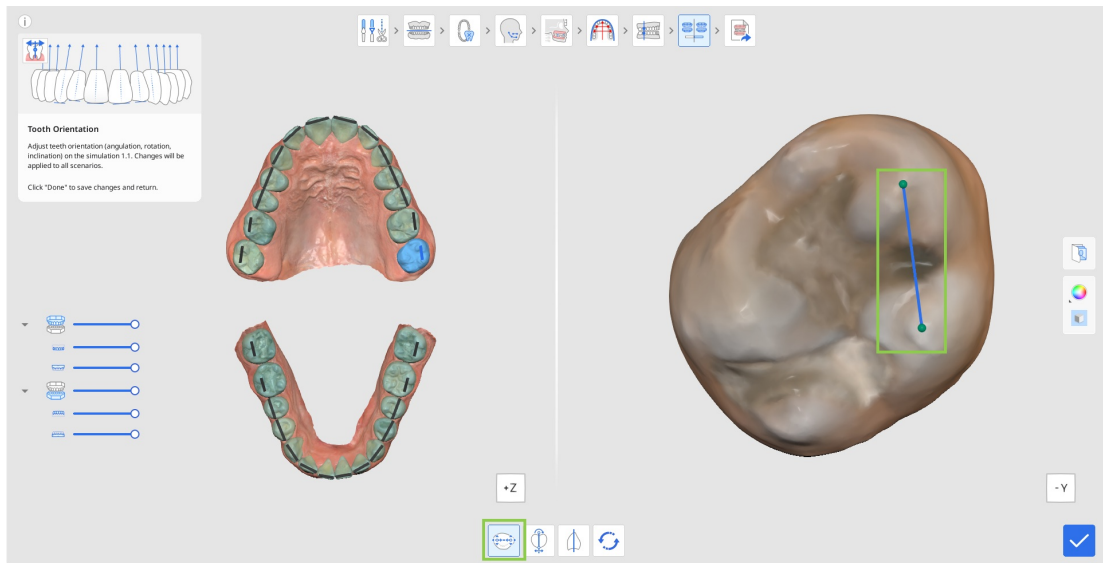 Tooth Orientation
Adjust teeth orientation (angulation, rotation,
inclination) on the simulation 1.1. Changes will be
applied to all scenarios.
Click "Done" to save changes and return.
+Z
-Y